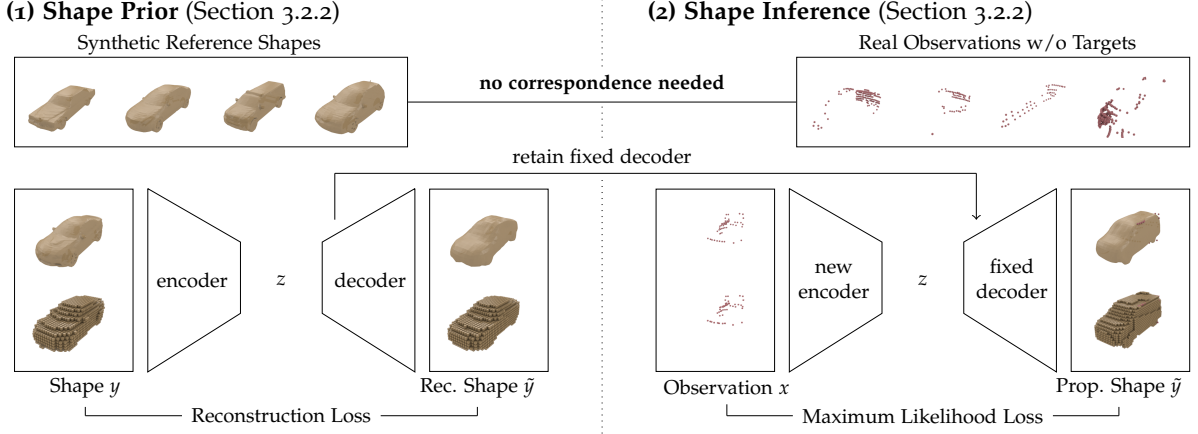 (1) Shape Prior (Section 3.2.2)
Synthetic Reference Shapes
(2) Shape Inference (Section 3.2.2)
Real Observations w/o Targets
no correspondence needed
retain fixed decoder
encoder
z
decoder
new
encoder
z
fixed
decoder
Shape y
Rec. Shape ỹ
Reconstruction Loss
Observation x
Prop. Shape ỹ
Maximum Likelihood Loss